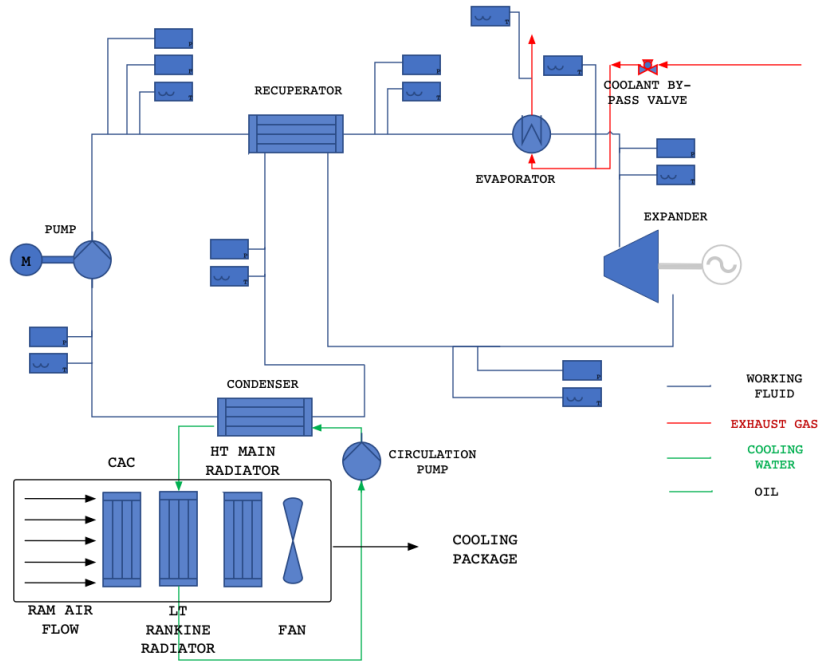 RECUPERATOR
COOLANT BY-
PASS VALVE
EVAPORATOR
EXPANDER
PUMP
M
P
T
P
T
P
T
P
T
P
T
P
T
T
T
P
P
CONDENSER
WORKING
FLUID
EXHAUST GAS
COOLING
WATER
OIL
HT MAIN
RADIATOR
CAC
CIRCULATION
PUMP
COOLING
PACKAGE
RAM AIR
FLOW
LT
RANKINE
RADIATOR
FAN